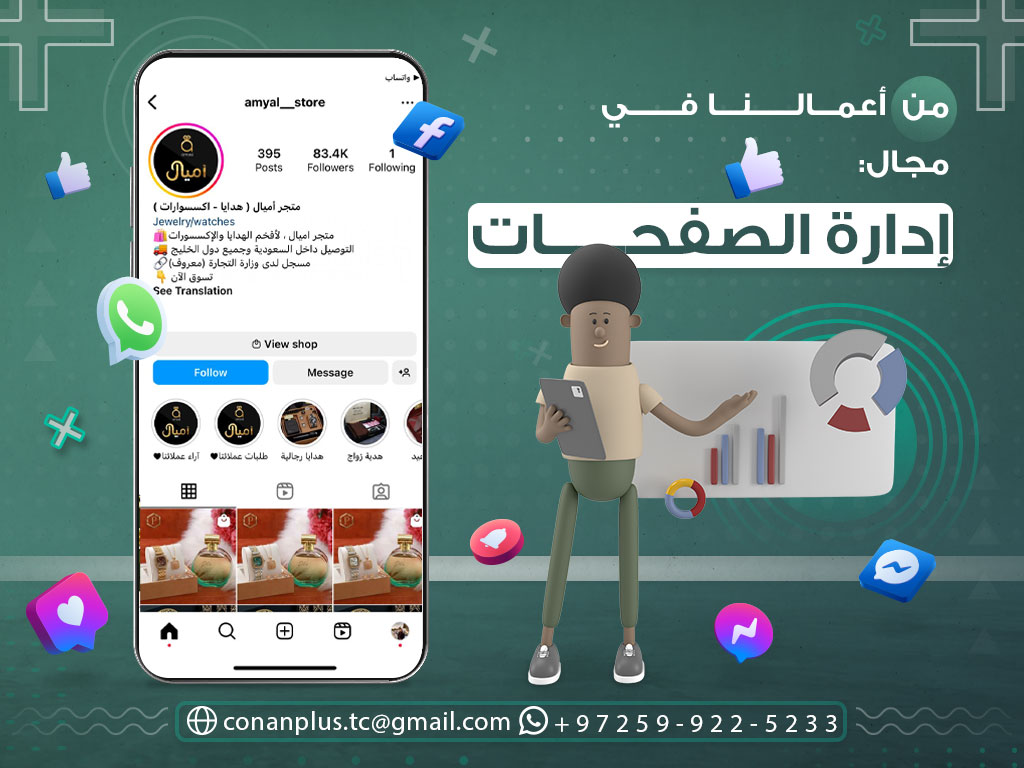 من أعمالنا في
مجال:
إدارة الصفحات
واتساب
amyal__store
395
83.4K
1
Posts
Followers
Following
أميال
متجر أميال ( هدايا - اكسسوارات )
Jewelry/watches
متجر اميال ، لأفخم الهدايا والإكسسورات
التوصيل داخل السعودية وجميع دول الخليج
مسجل لدى وزارة التجارة (معروف)
تسوق الآن
See Translation
View shop
Follow
Message
أميال
أميال
آراء عملائنا♥
طلبات عملائنا♥
هدايا رجالية
هدية زواج
conanplus.tc@gmail.com
+97259-922-5233